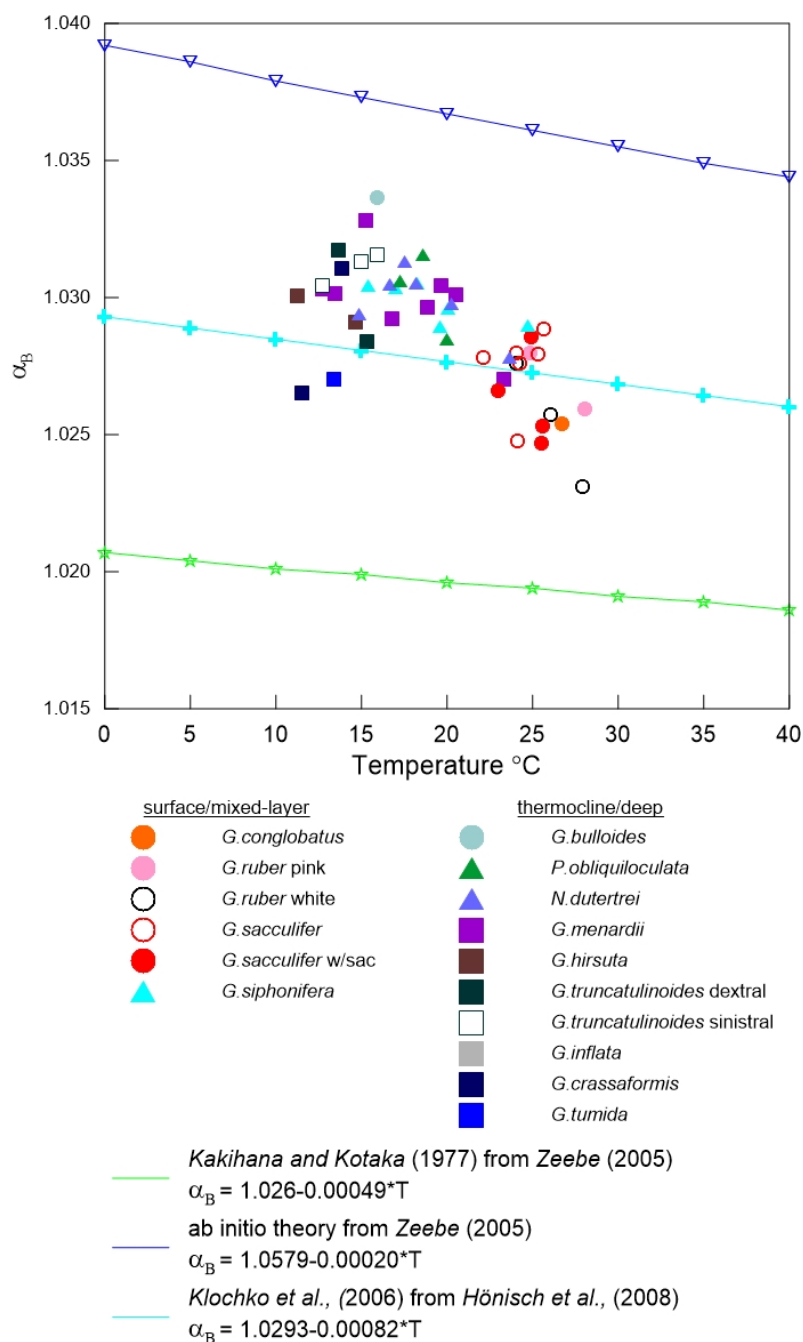 1.040
1.035
1.030
1.025
1.020
1.015
αB
0 5 10 15 20 25 30 35 40
Temperature °C
surface/mixed-layer
G.conglobatus
G.ruber pink
G.ruber white
G.sacculifer
G.sacculifer w/sac
G.siphonifera
thermocline/deep
G.bulloides
P.obliquiloculata
N.dutertrei
G.menardii
G.hirsuta
G.truncatulinoides dextral
G.truncatulinoides sinistral
G.inflata
G.crassaformis
G.tumida
Kakihana and Kotaka (1977) from Zeebe (2005)
αB = 1.026-0.00049*T
ab initio theory from Zeebe (2005)
αB = 1.0579-0.00020*T
Klochko et al., (2006) from Hönisch et al., (2008)
αB = 1.0293-0.00082*T